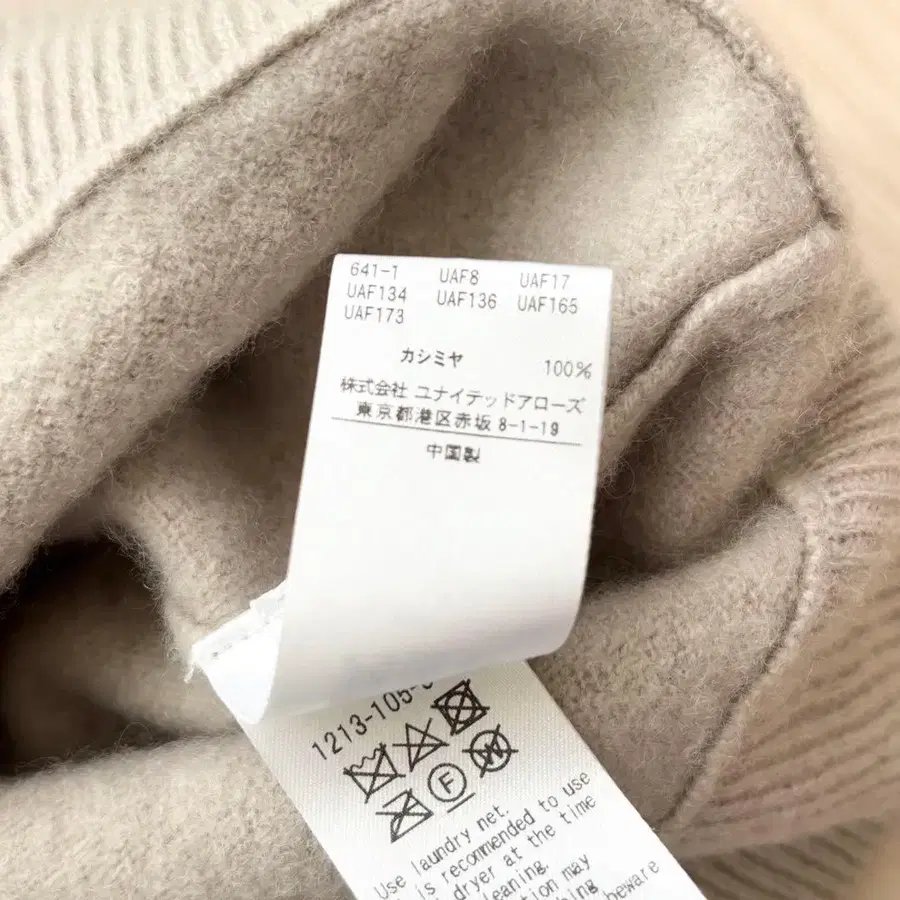 641-1 UAF8 UAF17
UAF134 UAF136 UAF165
UAF173
カシミヤ 100%
株式会社 ユナイテッドアローズ
東京都港区赤坂 8-1-19
中国製
1213-105-
F
W
Use laundry net.
is recommended to use
dryer at the time
may
beware